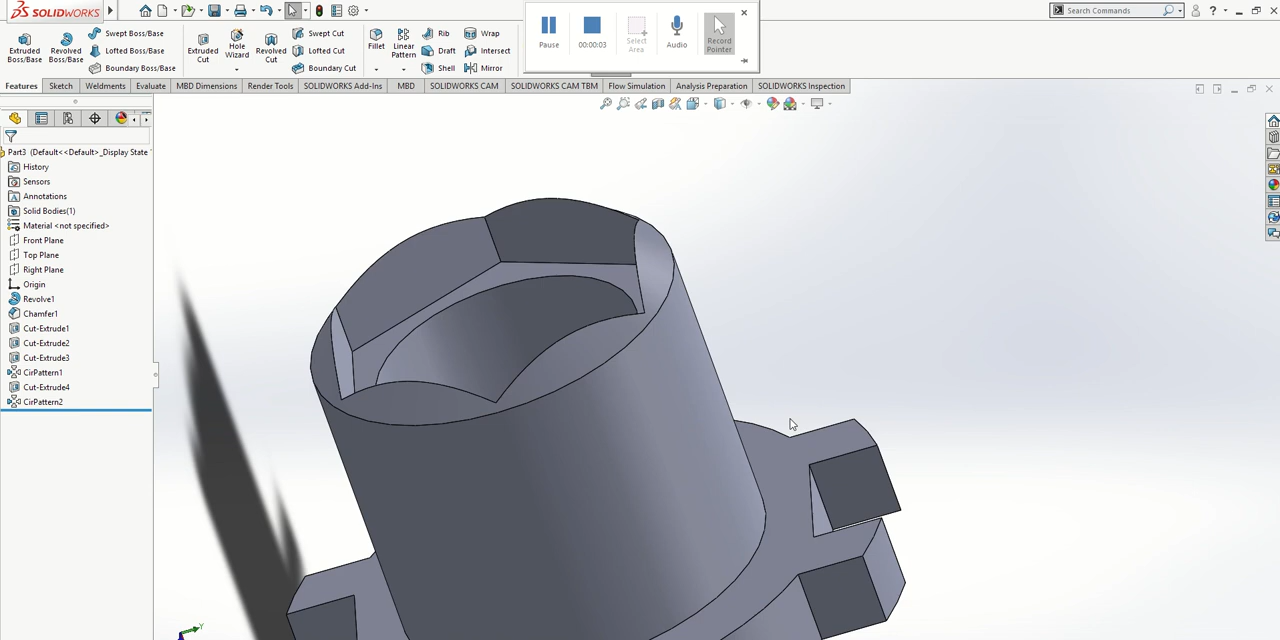 SOLIDWORKS
Search Commands
Extruded Boss/Base
Revolved Boss/Base
Swept Boss/Base
Lofted Boss/Base
Boundary Boss/Base
Extruded Cut
Hole Wizard
Revolved Cut
Swept Cut
Lofted Cut
Boundary Cut
Fillet
Linear Pattern
Rib
Draft
Shell
Wrap
Intersect
Mirror
Pause
00:00:03
Select Area
Audio
Record Pointer
Features
Sketch
Weldments
Evaluate
MBD Dimensions
Render Tools
SOLIDWORKS Add-Ins
MBD
SOLIDWORKS CAM
SOLIDWORKS CAM TBM
Flow Simulation
Analysis Preparation
SOLIDWORKS Inspection
Part3 (Default<<Default>_Display State
History
Sensors
Annotations
Solid Bodies(1)
Material <not specified>
Front Plane
Top Plane
Right Plane
Origin
Revolve1
Chamfer1
Cut-Extrude1
Cut-Extrude2
Cut-Extrude3
CirPattern1
Cut-Extrude4
CirPattern2
Y